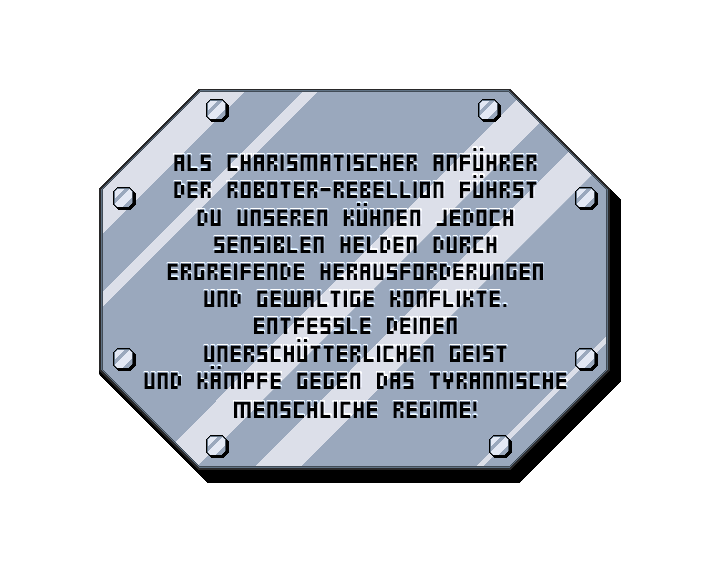 ALS CHARISMATISCHER ANFÜHRER
DER ROBOTER-REBELLION FÜHRST
DU UNSEREN KÜHNEN JEDOCH
SENSIBLEN HELDEN DURCH
ERGREIFENDE HERAUSFORDERUNGEN
UND GEWALTIGE KONFLIKTE.
ENTFESSLE DEINEN
UNERSCHÜTTERLICHEN GEIST
UND KÄMPFE GEGEN DAS TYRANNISCHE
MENSCHLICHE REGIME!